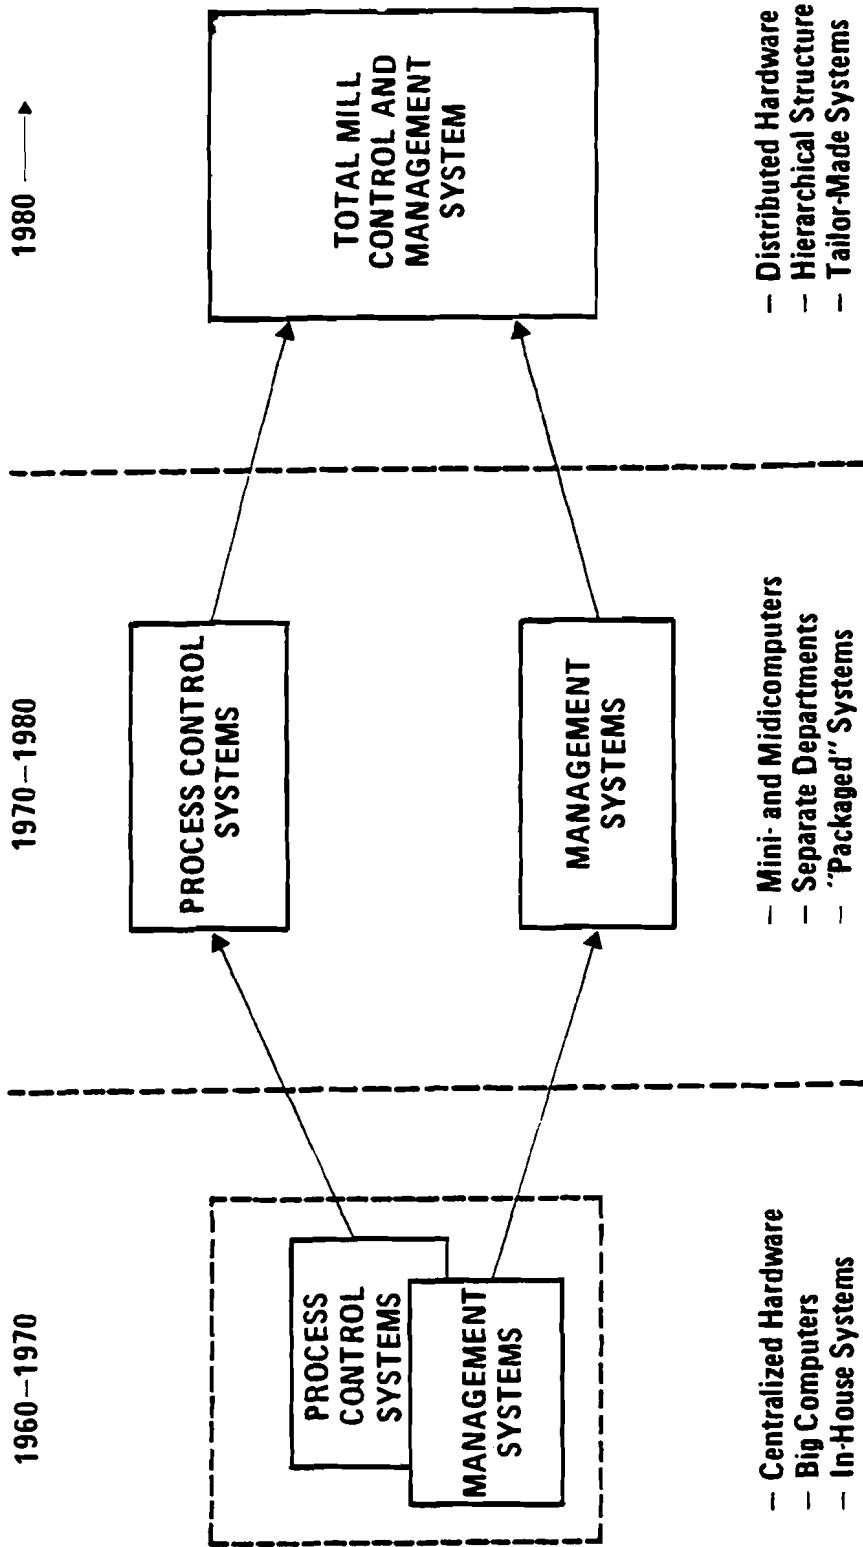 1960–1970
PROCESS
CONTROL
SYSTEMS
MANAGEMENT
SYSTEMS
– Centralized Hardware
– Big Computers
– In-House Systems
1970–1980
PROCESS CONTROL
SYSTEMS
MANAGEMENT
SYSTEMS
– Mini- and Midicomputers
– Separate Departments
– "Packaged" Systems
1980
TOTAL MILL
CONTROL AND
MANAGEMENT
SYSTEM
– Distributed Hardware
– Hierarchical Structure
– Tailor-Made Systems